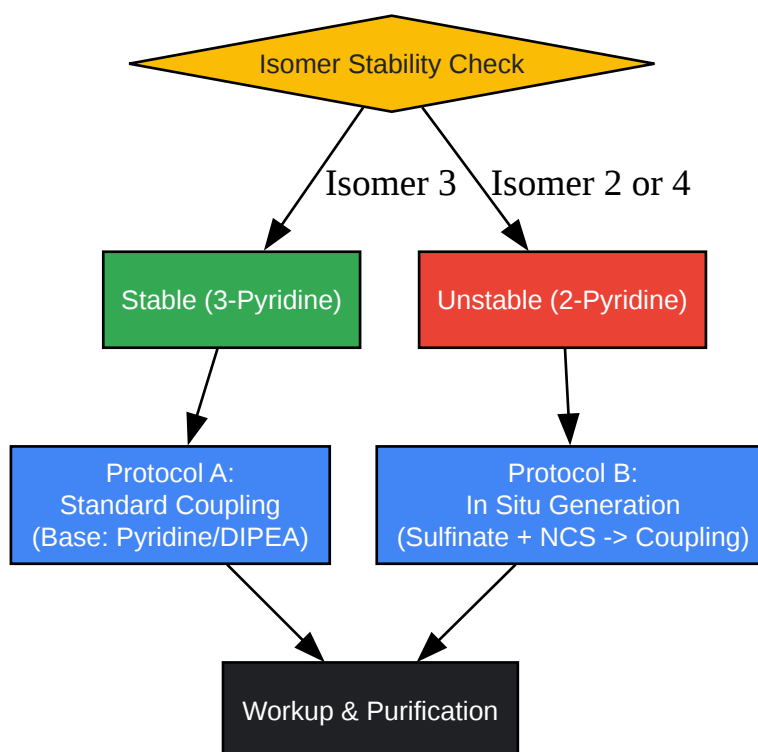 Isomer Stability Check
Isomer 3
Isomer 2 or 4
Stable (3-Pyridine)
Unstable (2-Pyridine)
Protocol A:
Standard Coupling
(Base: Pyridine/DIPEA)
Protocol B:
In Situ Generation
(Sulfinate + NCS -> Coupling)
Workup & Purification